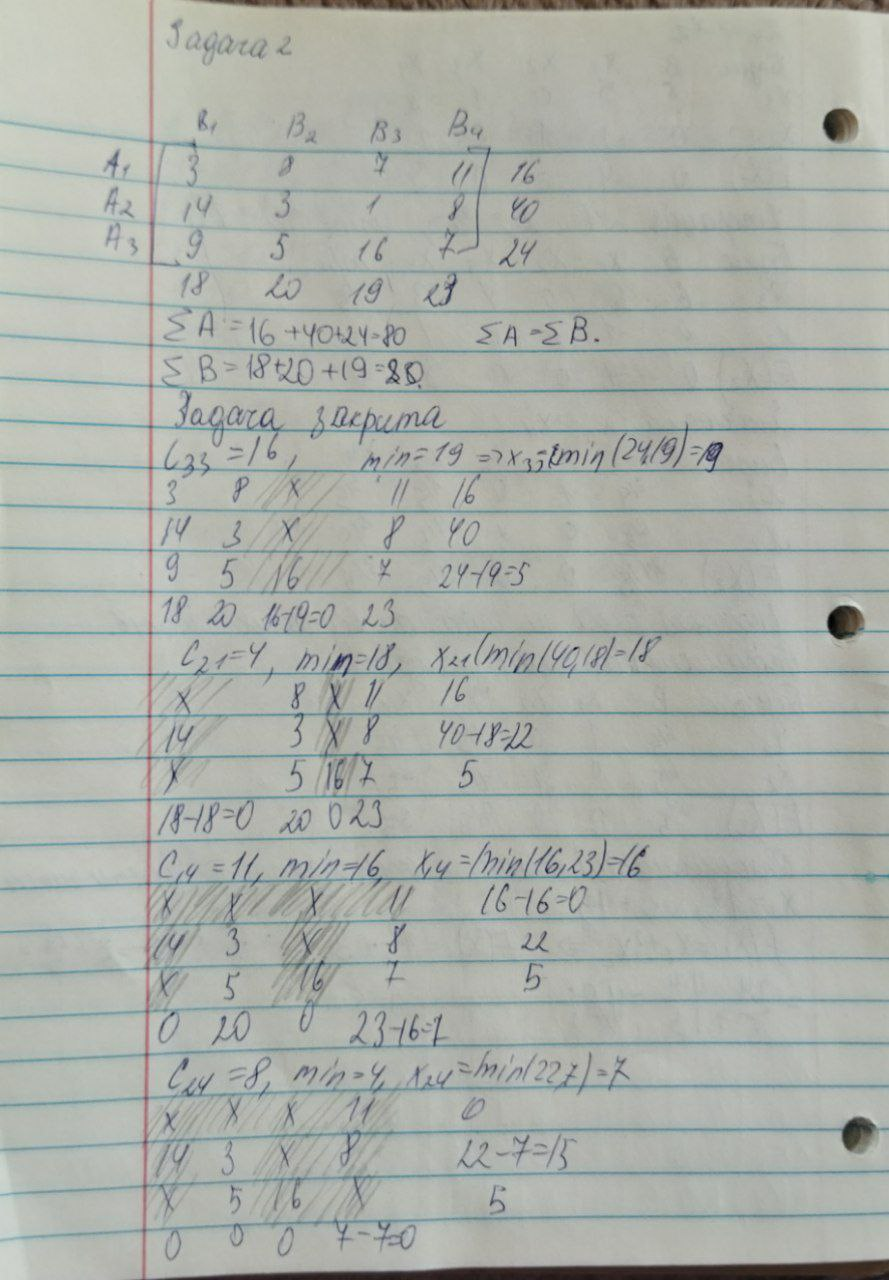 Задача 2
B1 B2 B3 B4
A1 3 8 7 11 16
A2 14 3 1 8 40
A3 9 5 16 7 24
18 20 19 23
ΣA = 16+40+24=80 ΣA = ΣB.
ΣB = 18+20+19=80.
Задача закрита
C33 = 16, min = 19 => x33= min(24,19)=19
3 8 x 11 16
14 3 x 8 40
9 5 16 7 24-19=5
18 20 16-19=0 23
C21=4, min=18, x21(min(40,18)=18
x 8 x 11 16
14 3 x 8 40-18=22
x 5 16 7 5
18-18=0 20 0 23
C14 = 11, min=16, x14=(min(16,23)=16
x x x 11 16-16=0
14 3 x 8 22
x 5 16 7 5
0 20 0 23-16=7
C24 = 8, min=4, x24=(min(22,7)=7
x x x 11 0
14 3 x 8 22-7=15
x 5 16 x 5
0 0 0 7-7=0